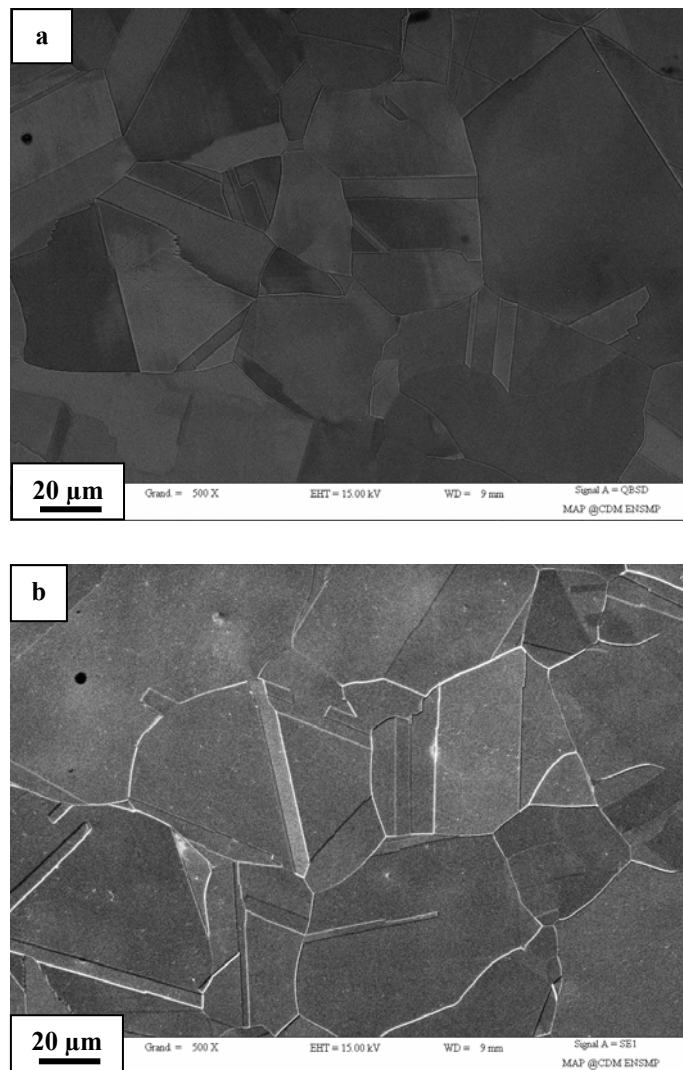 a
20 µm
Grand. = 500 X EHT = 15.00 kV WD = 9 mm Signal A = QBSD
MAP @CDM ENSMP
b
20 µm
Grand. = 500 X EHT = 15.00 kV WD = 9 mm Signal A = SE1
MAP @CDM ENSMP